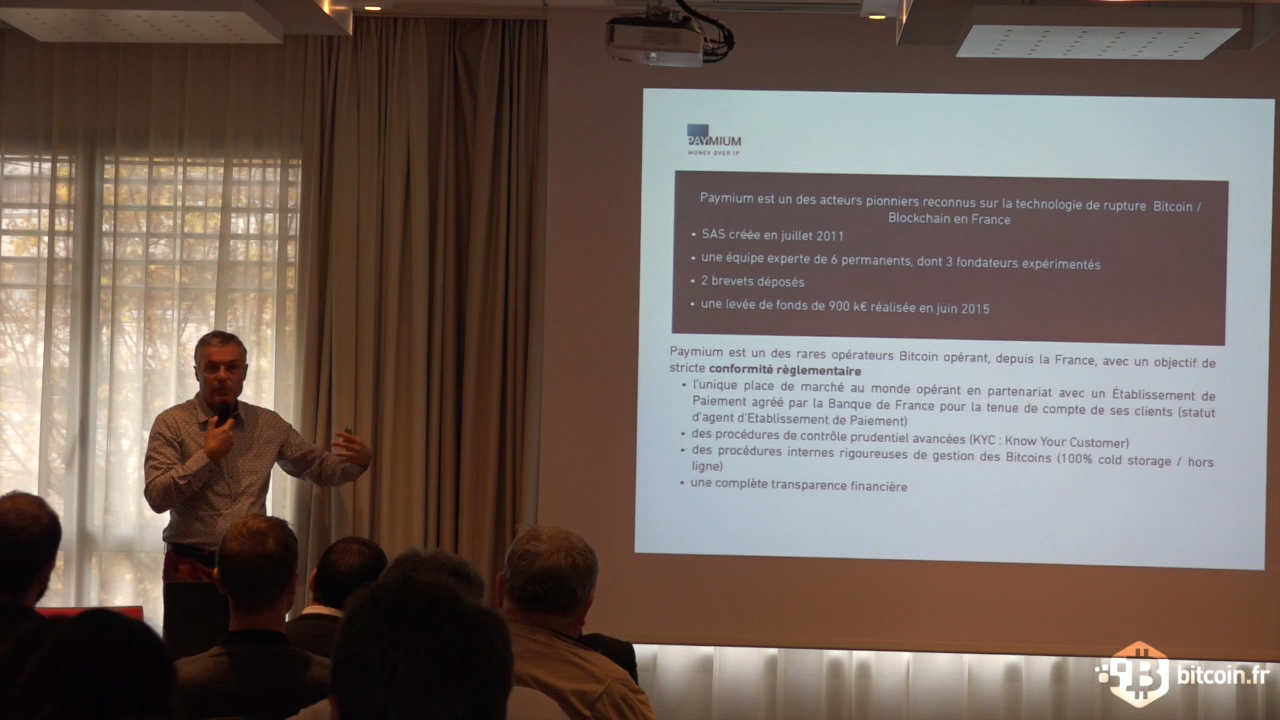 PAYMIUM
MONEY OVER IP
Paymium est un des acteurs pionniers reconnus sur la technologie de rupture Bitcoin /
Blockchain en France
• SAS créée en juillet 2011
• une équipe experte de 6 permanents, dont 3 fondateurs expérimentés
• 2 brevets déposés
• une levée de fonds de 900 k€ réalisée en juin 2015
Paymium est un des rares opérateurs Bitcoin opérant, depuis la France, avec un objectif de
stricte conformité règlementaire
• l'unique place de marché au monde opérant en partenariat avec un Établissement de
Paiement agréé par la Banque de France pour la tenue de compte de ses clients (statut
d'agent d'Etablissement de Paiement)
• des procédures de contrôle prudentiel avancées (KYC : Know Your Customer)
• des procédures internes rigoureuses de gestion des Bitcoins (100% cold storage / hors
ligne)
• une complète transparence financière
bitcoin.fr